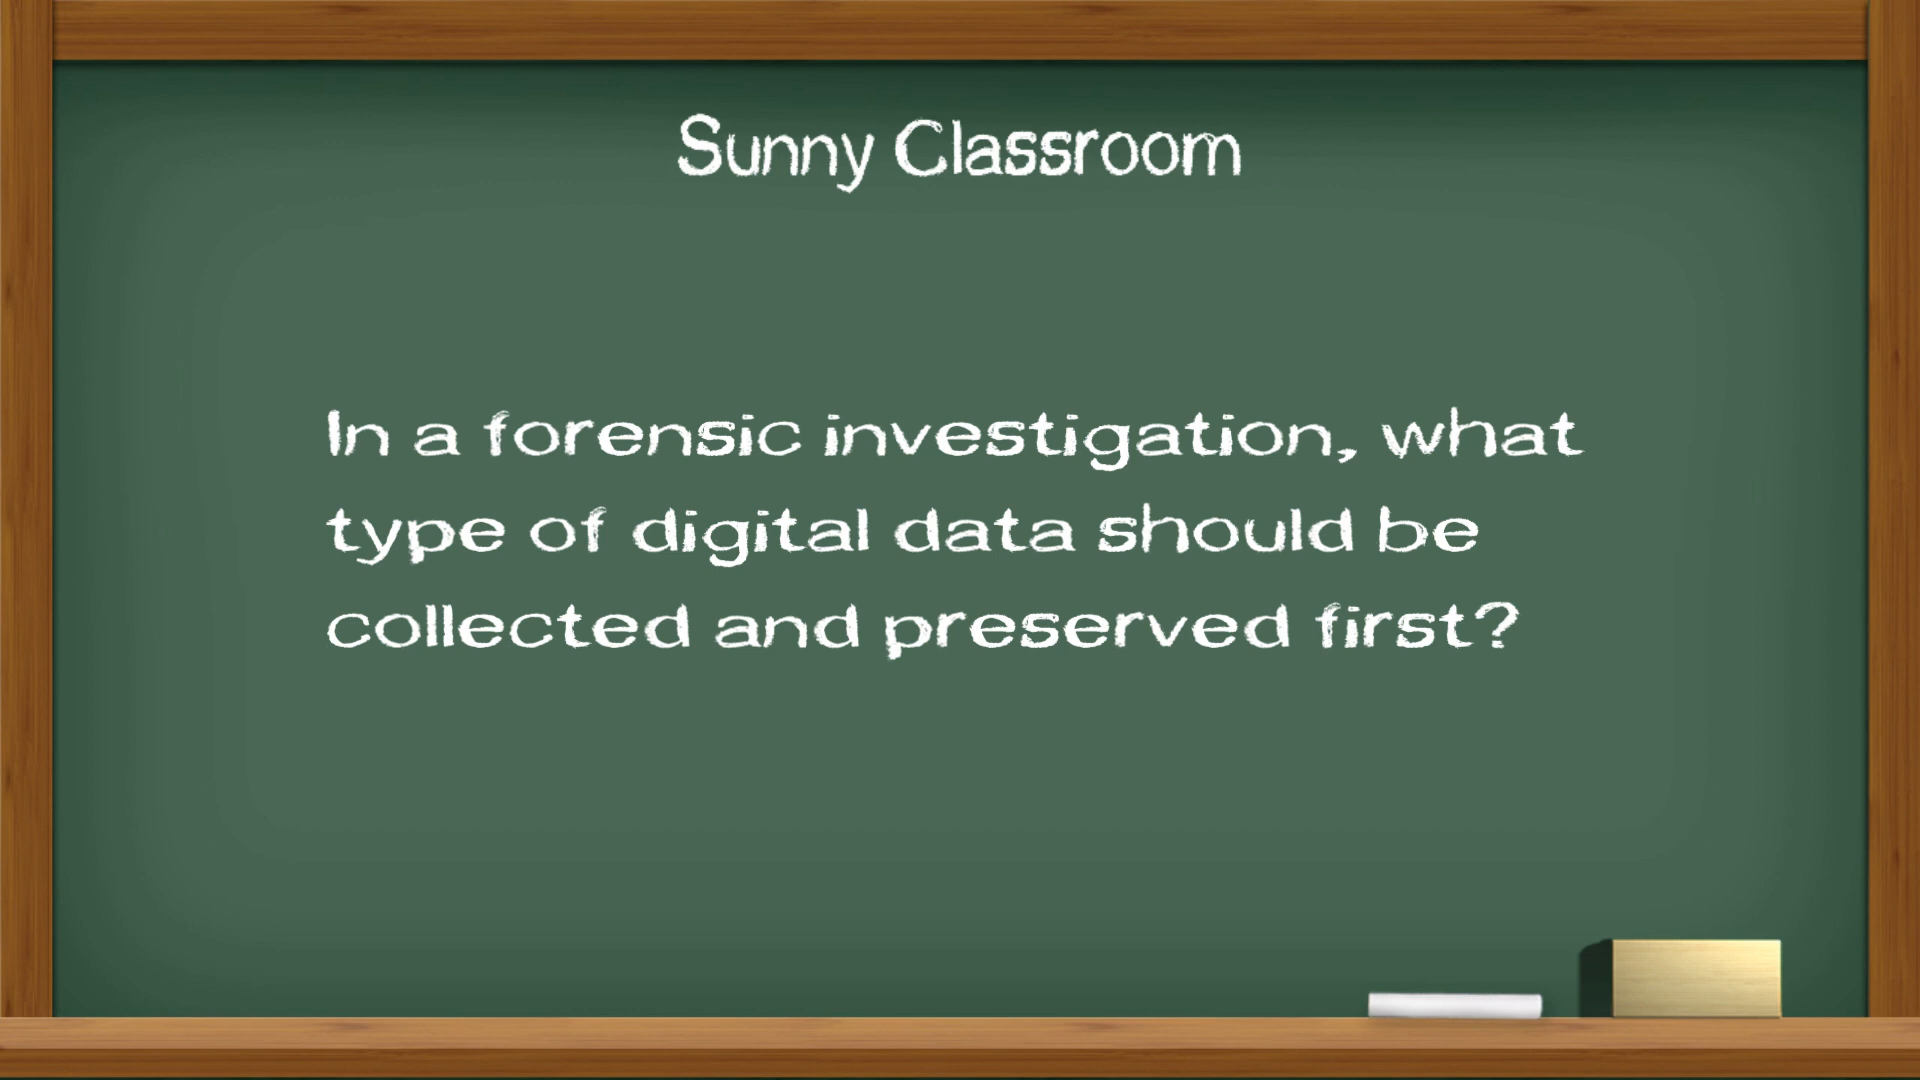 Sunny Classroom
In a forensic investigation, what
type of digital data should be
collected and preserved first?